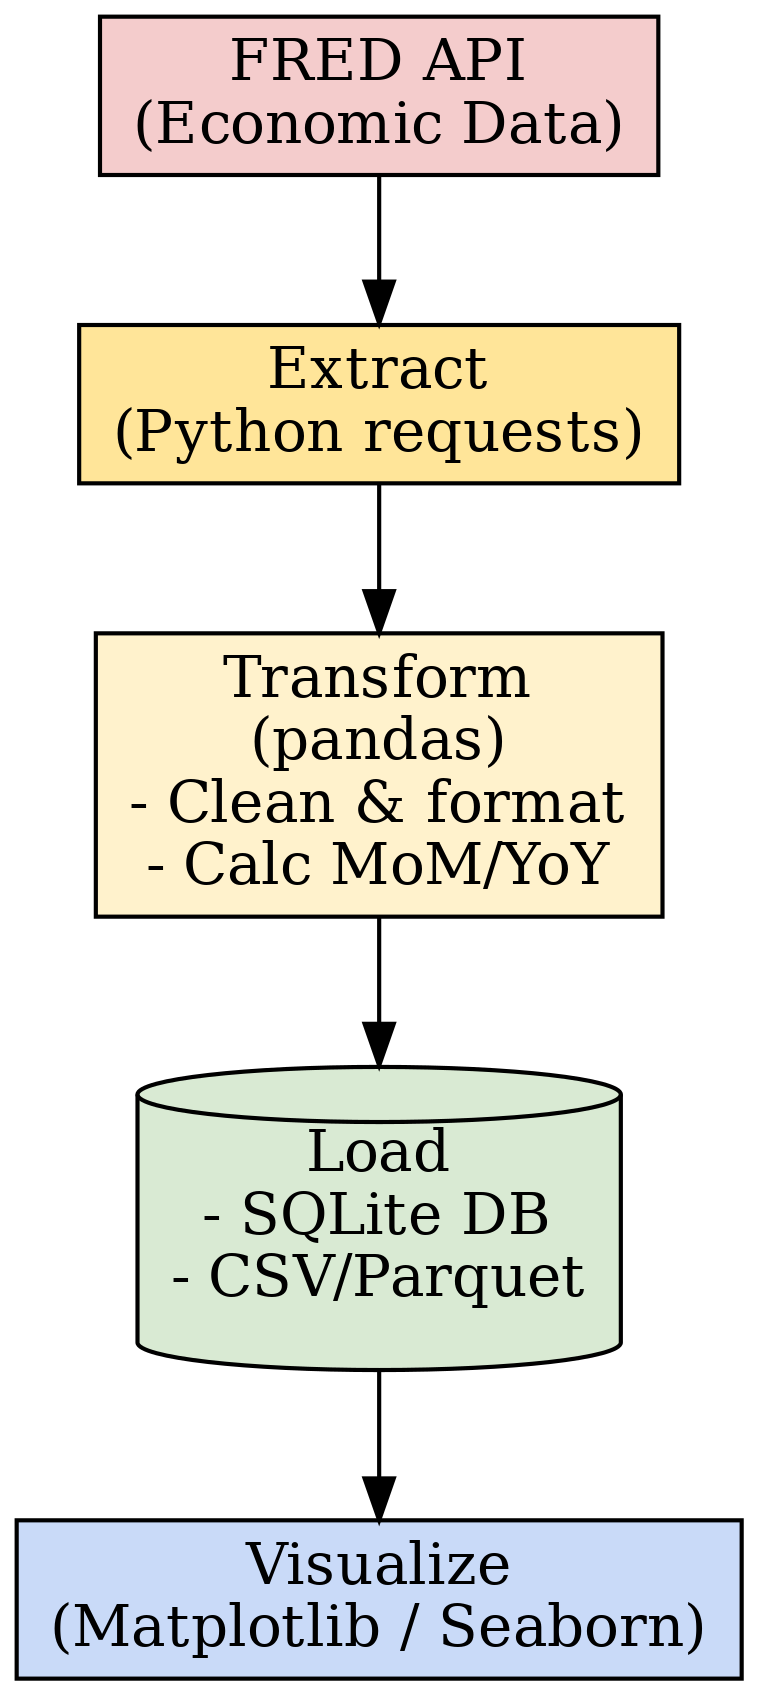 FRED API
(Economic Data)
Extract
(Python requests)
Transform
(pandas)
- Clean & format
- Calc MoM/YoY
Load
- SQLite DB
- CSV/Parquet
Visualize
(Matplotlib / Seaborn)